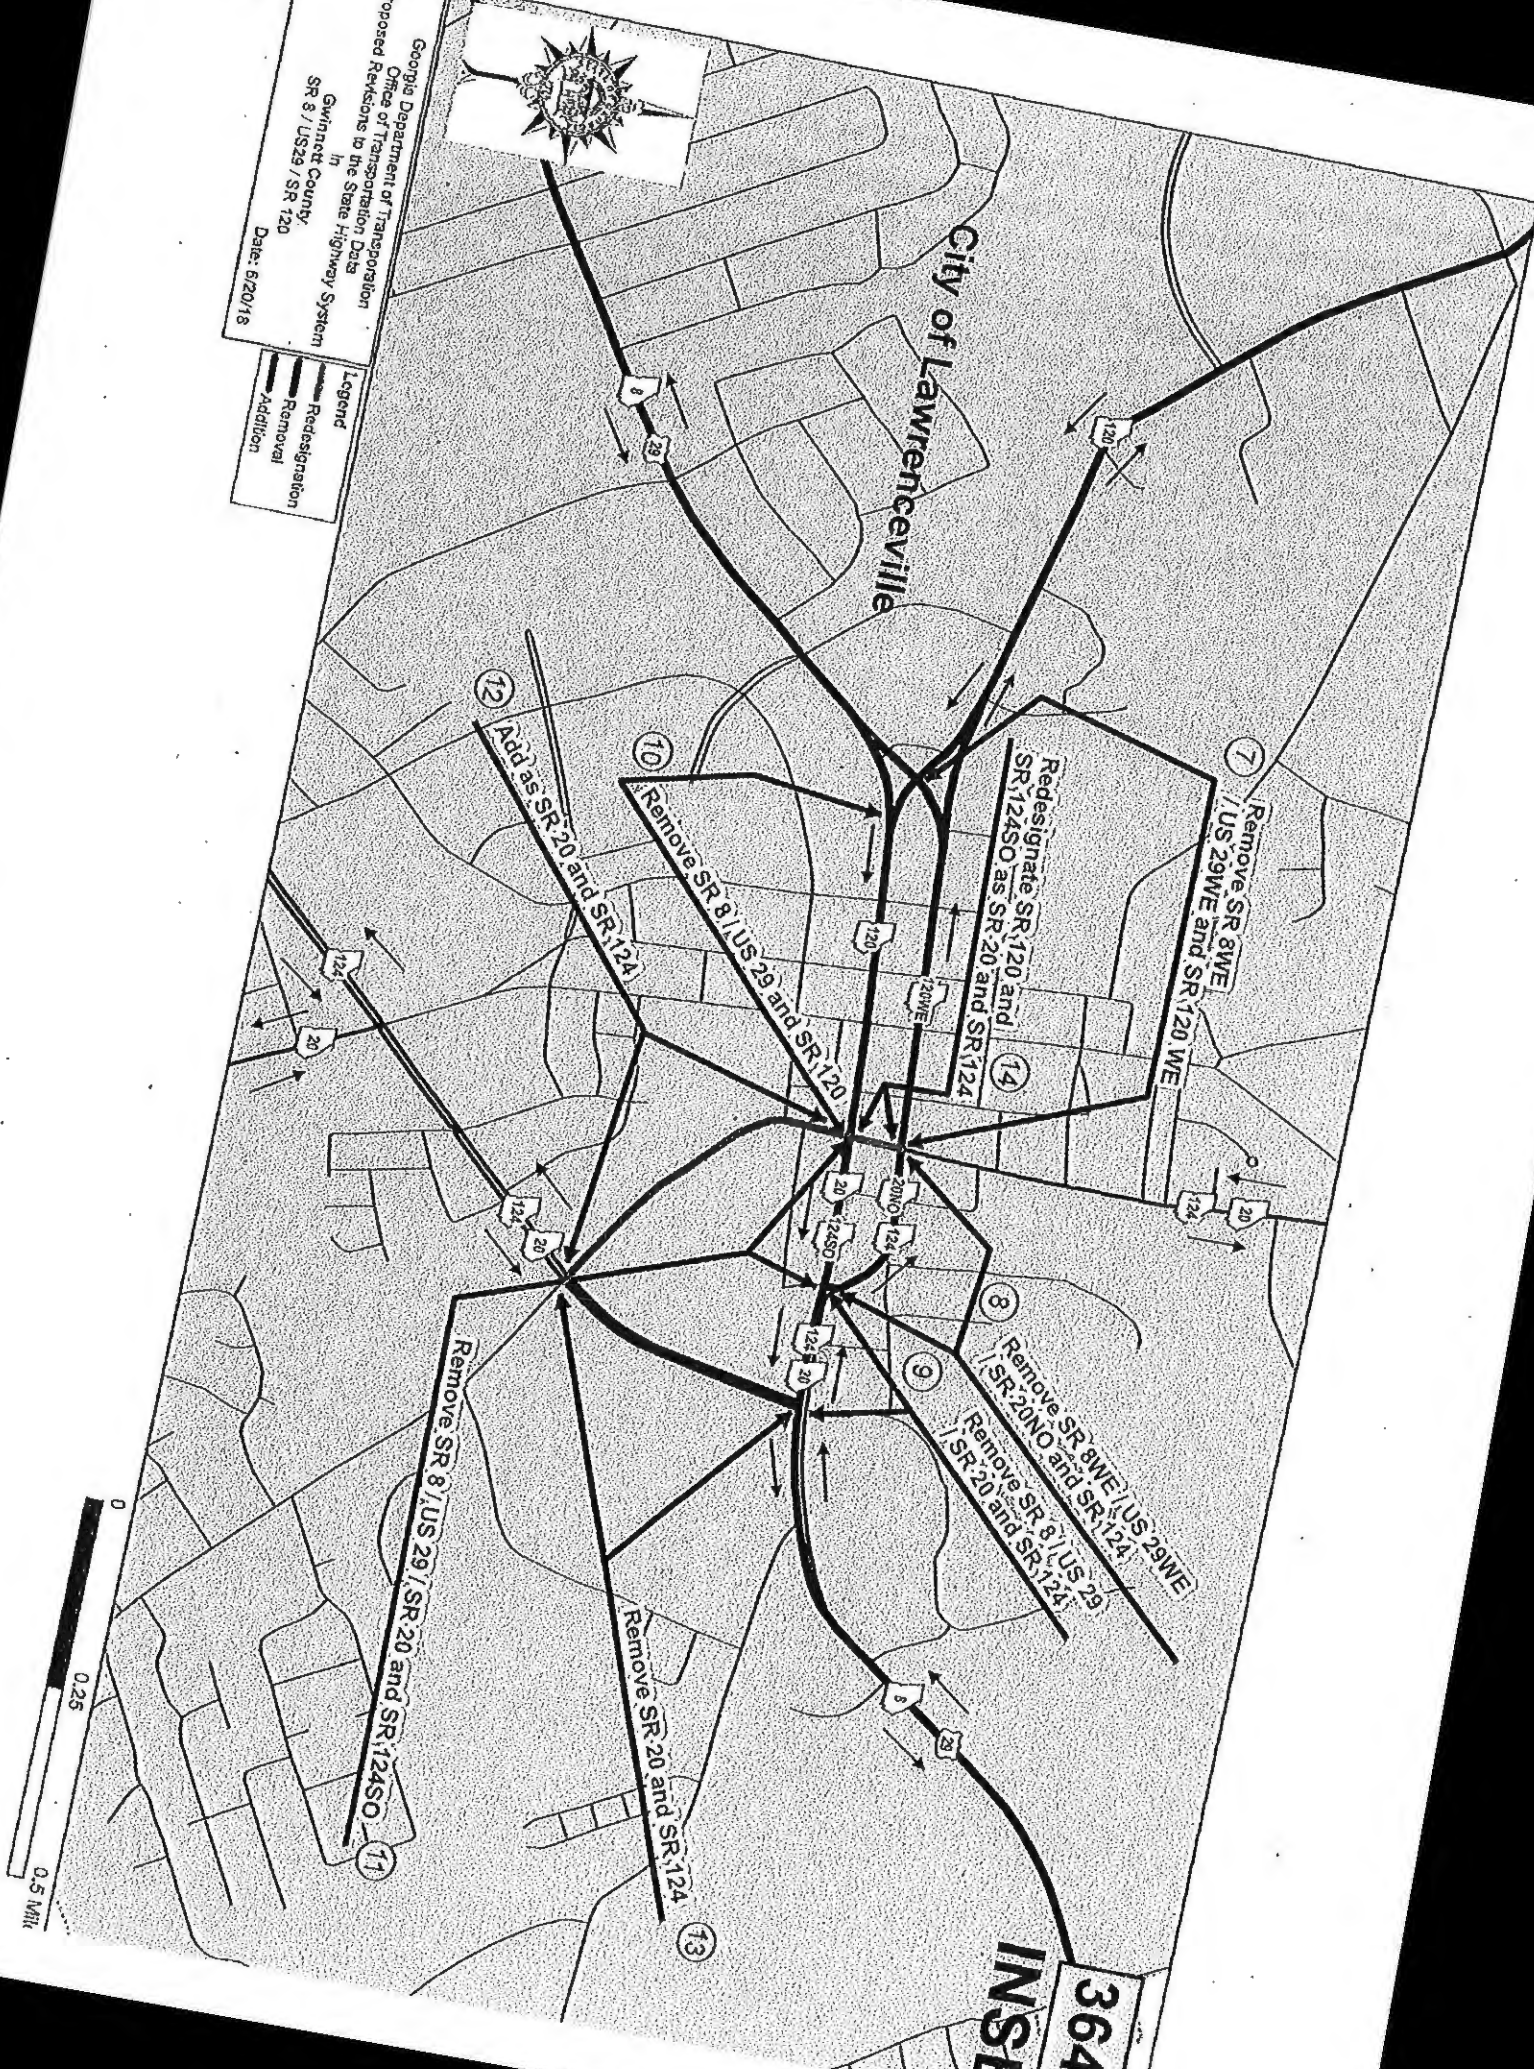 364
INS
City of Lawrenceville
7
Remove SR 8WE
/ US 29WE and SR 120 WE
Redesignate SR 120 and
SR 124SO as SR 20 and SR 124
14
8
Remove SR 8WE / US 29WE
/ SR 20NO and SR 124
9
Remove SR 8 / US 29
/ SR 20 and SR 124
10
Remove SR 8 / US 29 and SR 120
12
Add as SR 20 and SR 124
Remove SR 20 and SR 124
13
Remove SR 8 / US 29 / SR 20 and SR 124SO
11
120
8
29
120
120WE
124
20
20
124SO
20NO
124
124
20
124
20
124
20
8
29
Georgia Department of Transportation
Office of Transportation Data
oposed Revisions to the State Highway System
in
Gwinnett County
SR 8 / US29 / SR 120
Date: 6/20/18
Legend
Redesignation
Removal
Addition
0
0.25
0.5 Mil